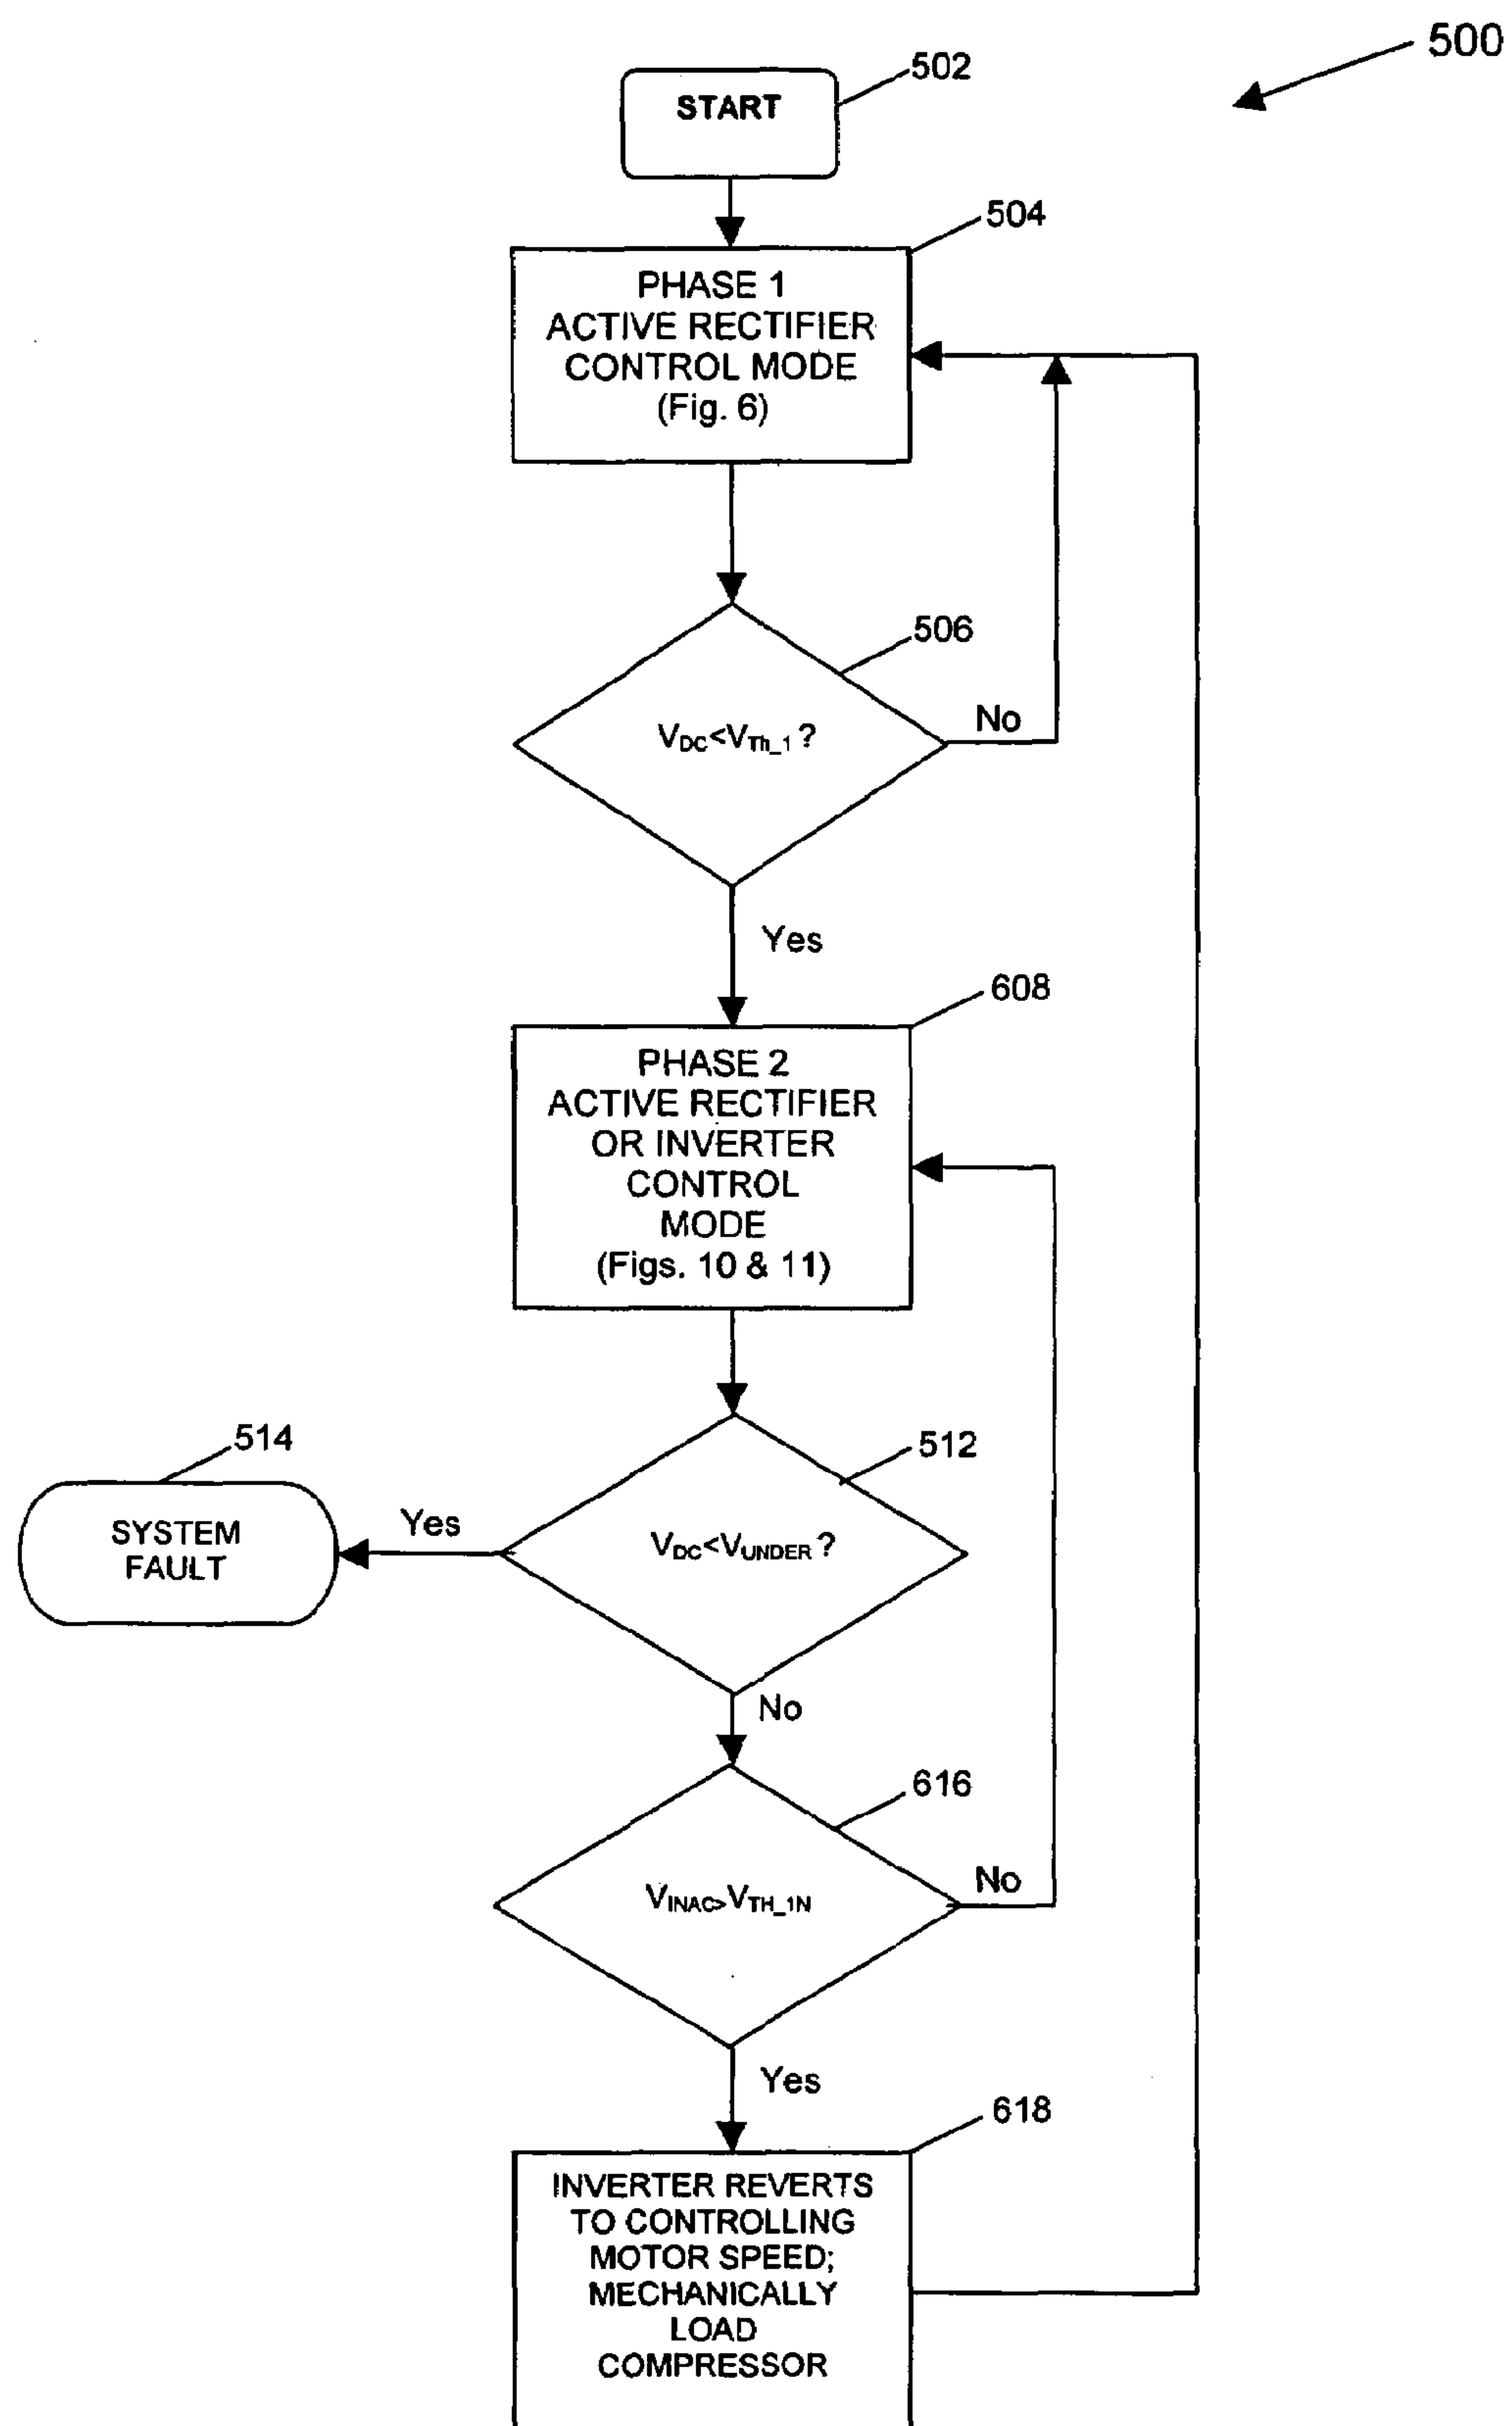 500
502
START
504
PHASE 1
ACTIVE RECTIFIER
CONTROL MODE
(Fig. 6)
506
VDC<VTh_1 ?
No
Yes
608
PHASE 2
ACTIVE RECTIFIER
OR INVERTER
CONTROL
MODE
(Figs. 10 & 11)
514
512
SYSTEM
FAULT
Yes
VDC<VUNDER ?
No
616
VINAC>VTH_1N
No
Yes
618
INVERTER REVERTS
TO CONTROLLING
MOTOR SPEED;
MECHANICALLY
LOAD
COMPRESSOR